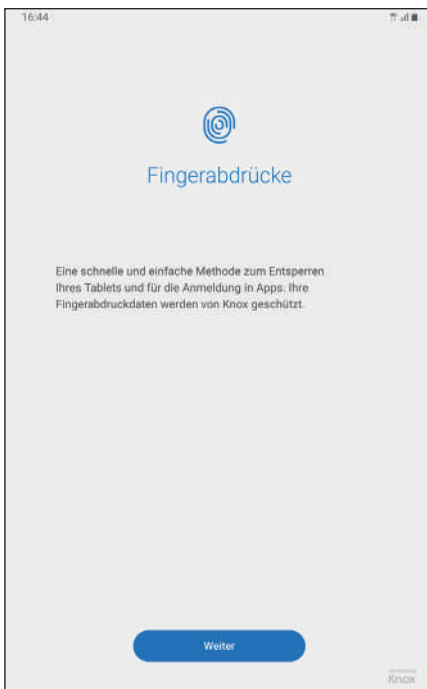 16:44
Fingerabdrücke
Eine schnelle und einfache Methode zum Entsperren
Ihres Tablets und für die Anmeldung in Apps. Ihre
Fingerabdruckdaten werden von Knox geschützt.
Weiter
Knox